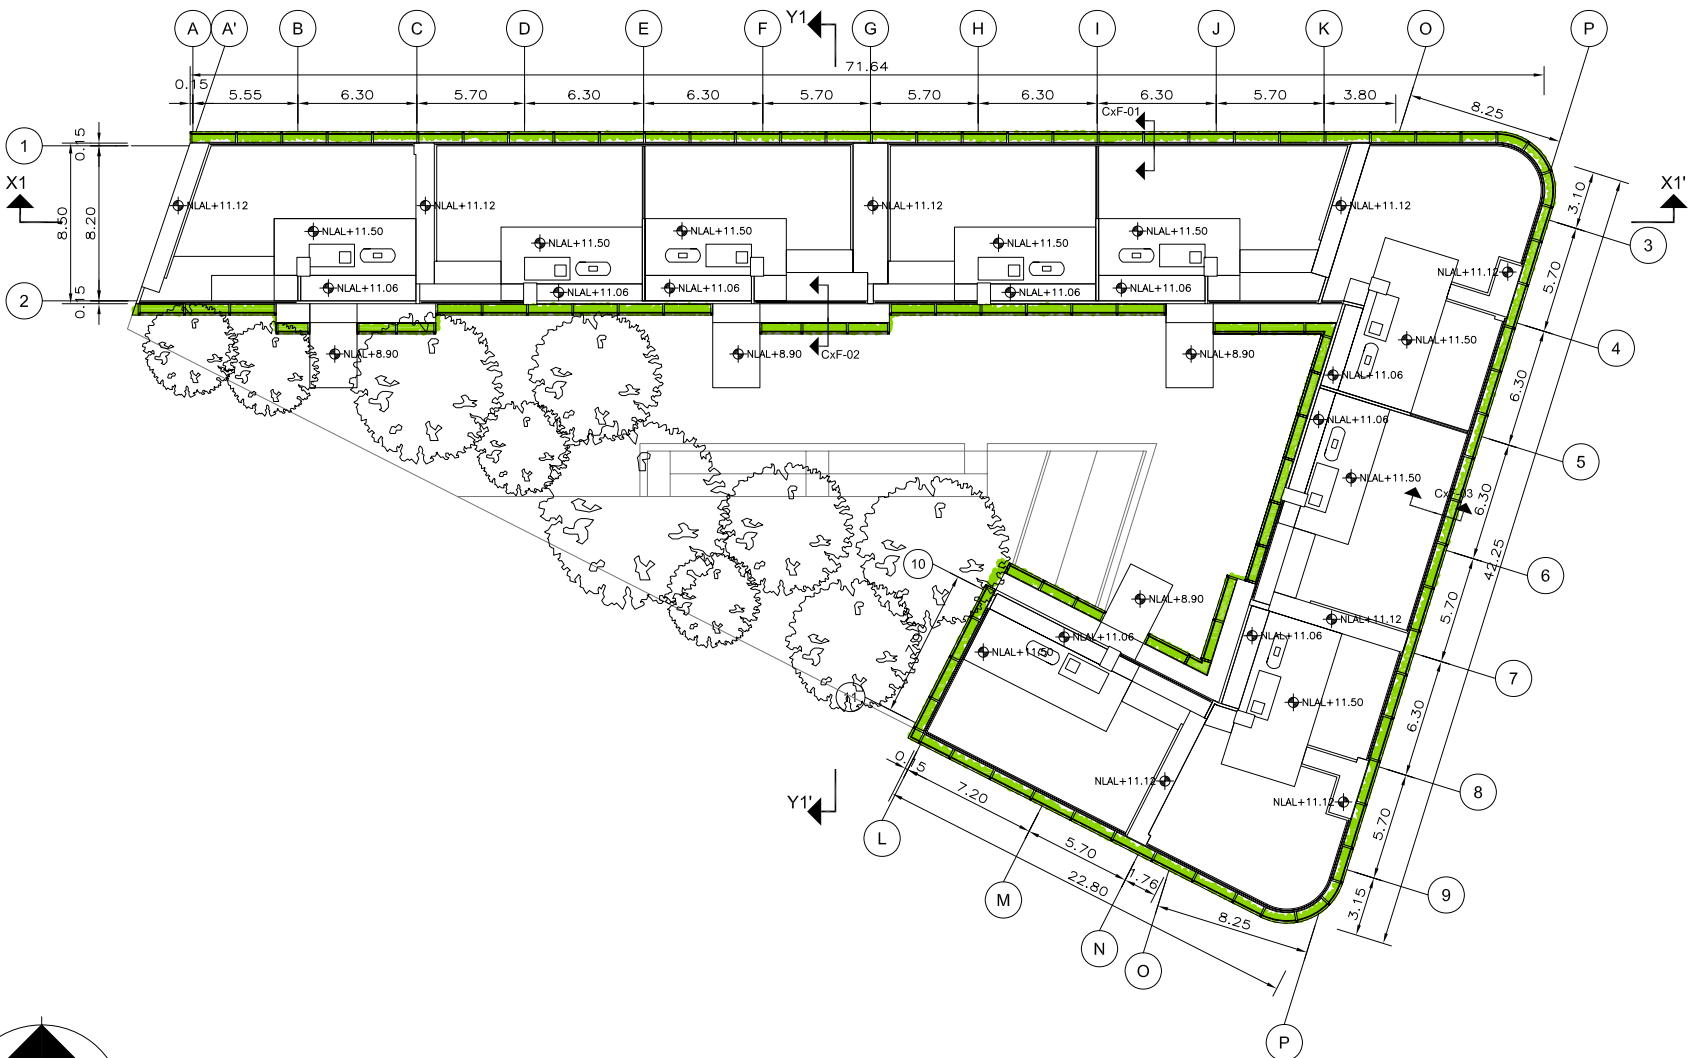 A A' B C D E F Y1 G H I J K O P
71.64
0.15 5.55 6.30 5.70 6.30 6.30 5.70 5.70 6.30 6.30 5.70 3.80 8.25
CxF-01
1 0.15
X1 X1'
8.50 8.20 3.10
NLAL+11.12 NLAL+11.12 NLAL+11.12 NLAL+11.12
NLAL+11.50 NLAL+11.50 NLAL+11.50 NLAL+11.50 NLAL+11.50
3
NLAL+11.12 5.70
NLAL+11.06 NLAL+11.06 NLAL+11.06 NLAL+11.06 NLAL+11.06
2 0.15
NLAL+11.50 4
NLAL+8.90 NLAL+8.90 CxF-02 NLAL+8.90
NLAL+11.06 6.30
NLAL+11.06
5
NLAL+11.50
CxF-03 6.30
10 42.25 6
NLAL+8.90
NLAL+11.12 5.70
NLAL+11.06 NLAL+11.06
NLAL+11.50 7.90
7
11 NLAL+11.50
6.30
0.15 NLAL+11.12
7.20 8
Y1' NLAL+11.12
L 5.70
5.70
1.76 22.80
M 9
3.15
8.25
N
O
P